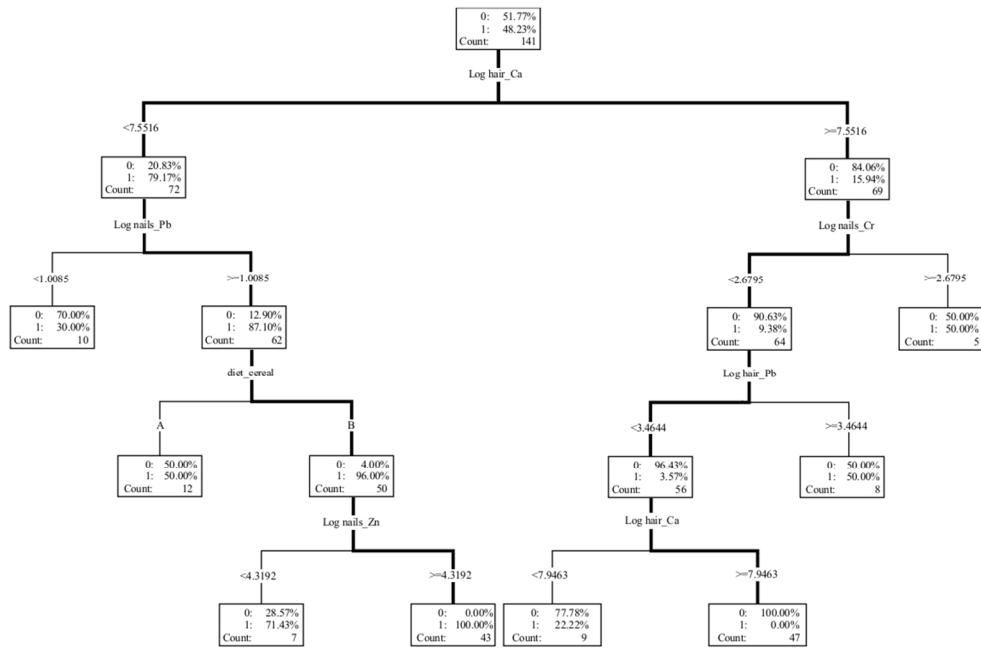 0: 51.77%
1: 48.23%
Count: 141
Log hair_Ca
<7.5516
>=7.5516
0: 20.83%
1: 79.17%
Count: 72
0: 84.06%
1: 15.94%
Count: 69
Log nails_Pb
Log nails_Cr
<1.0085
>=1.0085
<2.6795
>=2.6795
0: 70.00%
1: 30.00%
Count: 10
0: 12.90%
1: 87.10%
Count: 62
0: 90.63%
1: 9.38%
Count: 64
0: 50.00%
1: 50.00%
Count: 5
diet_cereal
Log hair_Pb
A
B
<3.4644
>=3.4644
0: 50.00%
1: 50.00%
Count: 12
0: 4.00%
1: 96.00%
Count: 50
0: 96.43%
1: 3.57%
Count: 56
0: 50.00%
1: 50.00%
Count: 8
Log nails_Zn
Log hair_Ca
<4.3192
>=4.3192
<7.9463
>=7.9463
0: 28.57%
1: 71.43%
Count: 7
0: 0.00%
1: 100.00%
Count: 43
0: 77.78%
1: 22.22%
Count: 9
0: 100.00%
1: 0.00%
Count: 47